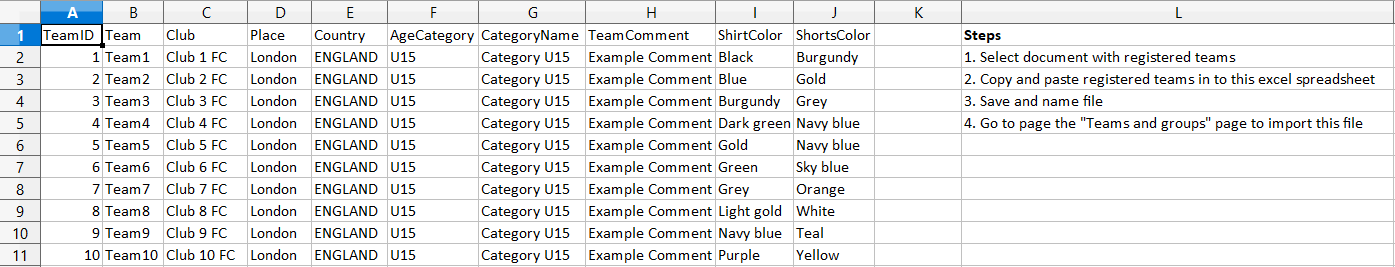 A B C D E F G H I J K L
1 TeamID Team Club Place Country AgeCategory CategoryName TeamComment ShirtColor ShortsColor Steps
2 1 Team1 Club 1 FC London ENGLAND U15 Category U15 Example Comment Black Burgundy 1. Select document with registered teams
3 2 Team2 Club 2 FC London ENGLAND U15 Category U15 Example Comment Blue Gold 2. Copy and paste registered teams in to this excel spreadsheet
4 3 Team3 Club 3 FC London ENGLAND U15 Category U15 Example Comment Burgundy Grey 3. Save and name file
5 4 Team4 Club 4 FC London ENGLAND U15 Category U15 Example Comment Dark green Navy blue 4. Go to page the "Teams and groups" page to import this file
6 5 Team5 Club 5 FC London ENGLAND U15 Category U15 Example Comment Gold Navy blue
7 6 Team6 Club 6 FC London ENGLAND U15 Category U15 Example Comment Green Sky blue
8 7 Team7 Club 7 FC London ENGLAND U15 Category U15 Example Comment Grey Orange
9 8 Team8 Club 8 FC London ENGLAND U15 Category U15 Example Comment Light gold White
10 9 Team9 Club 9 FC London ENGLAND U15 Category U15 Example Comment Navy blue Teal
11 10 Team10 Club 10 FC London ENGLAND U15 Category U15 Example Comment Purple Yellow